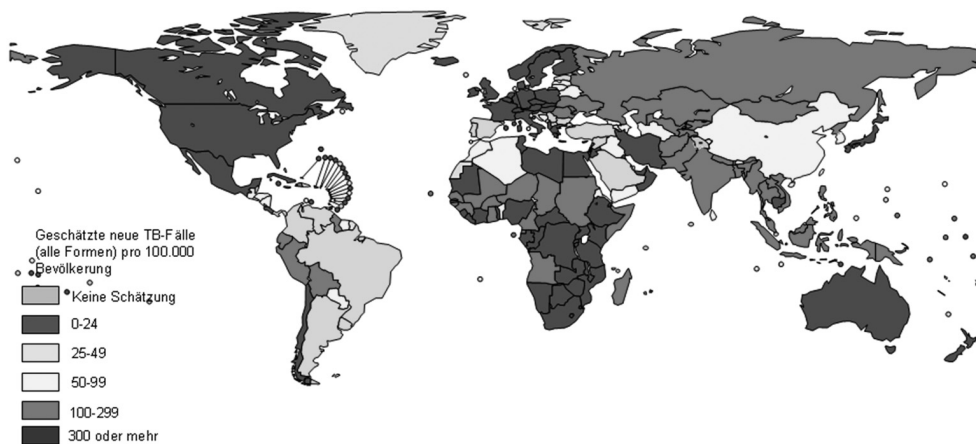 Geschätzte neue TB-Fälle
(alle Formen) pro 100.000
Bevölkerung
Keine Schätzung
0-24
25-49
50-99
100-299
300 oder mehr